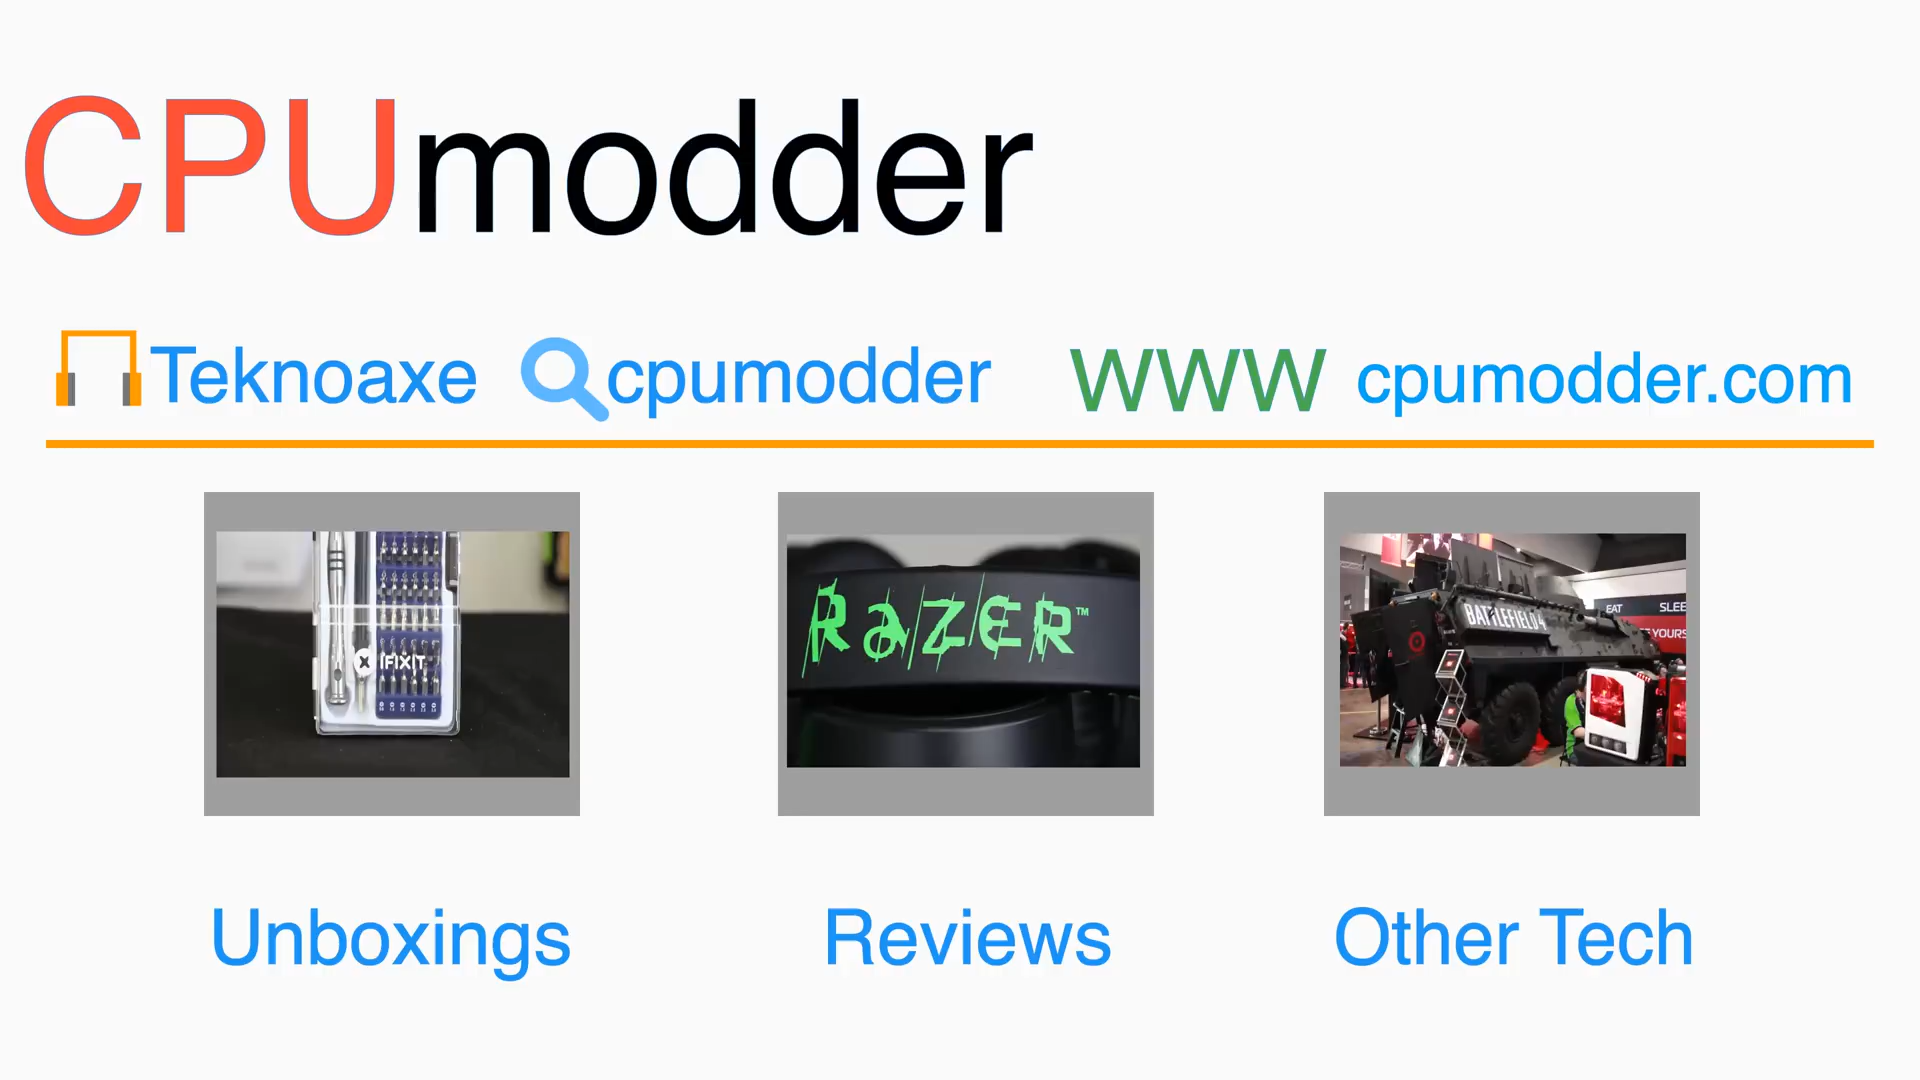 CPUmodder
Teknoaxe cpumodder WWW cpumodder.com
IFIXIT
RAZER™
BATTLEFIELD 4
EAT SLEE
YOURS
Unboxings Reviews Other Tech